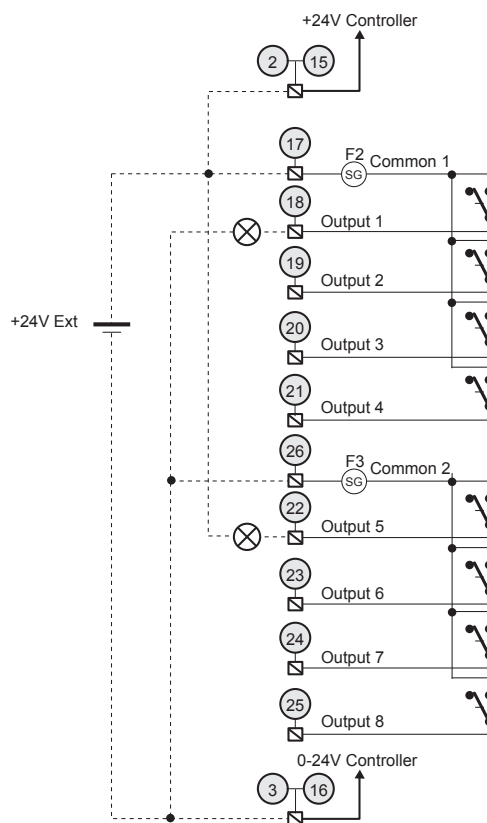 +24V Controller
2 15
17
F2
SG
Common 1
18
Output 1
19
Output 2
+24V Ext
20
Output 3
21
Output 4
26
F3
SG
Common 2
22
Output 5
23
Output 6
24
Output 7
25
Output 8
0-24V Controller
3 16